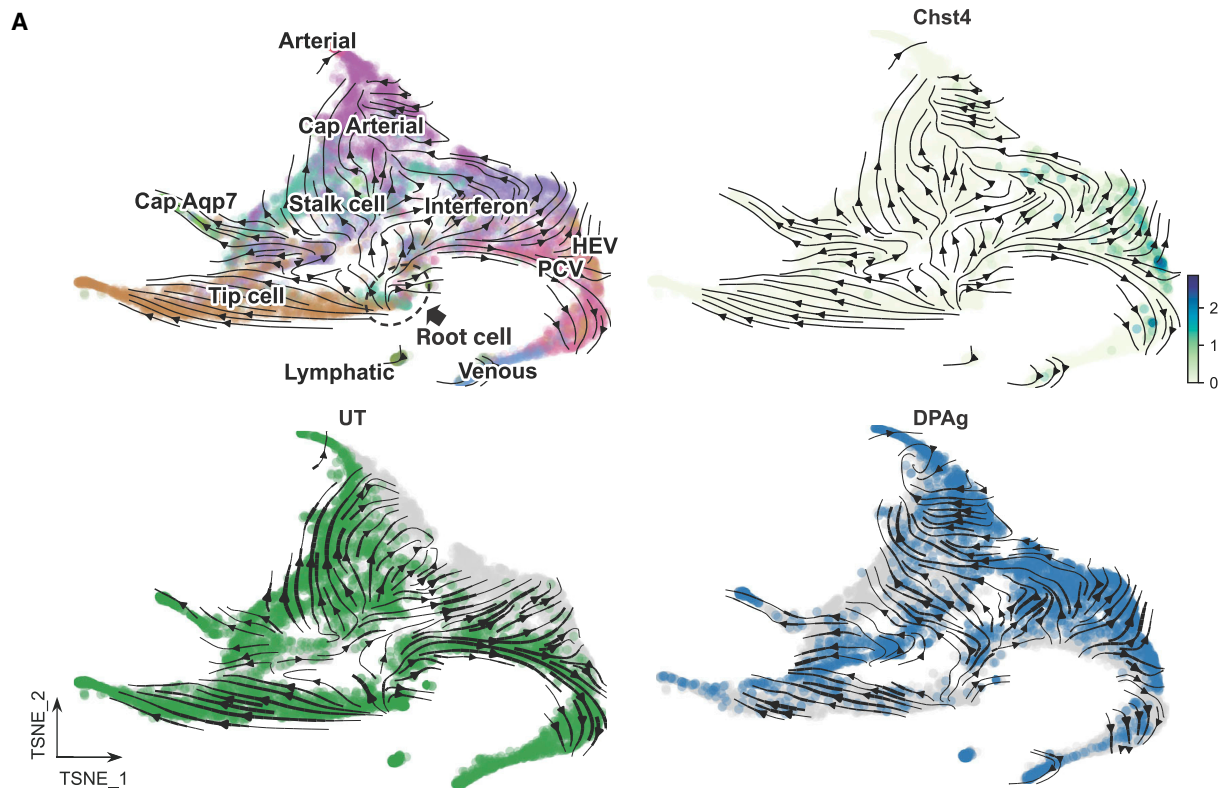 A
Arterial
Cap Arterial
Cap Aqp7
Stalk cell
Interferon
HEV
PCV
Tip cell
Root cell
Lymphatic
Venous
Chst4
2
1
0
UT
DPAg
TSNE_2
TSNE_1